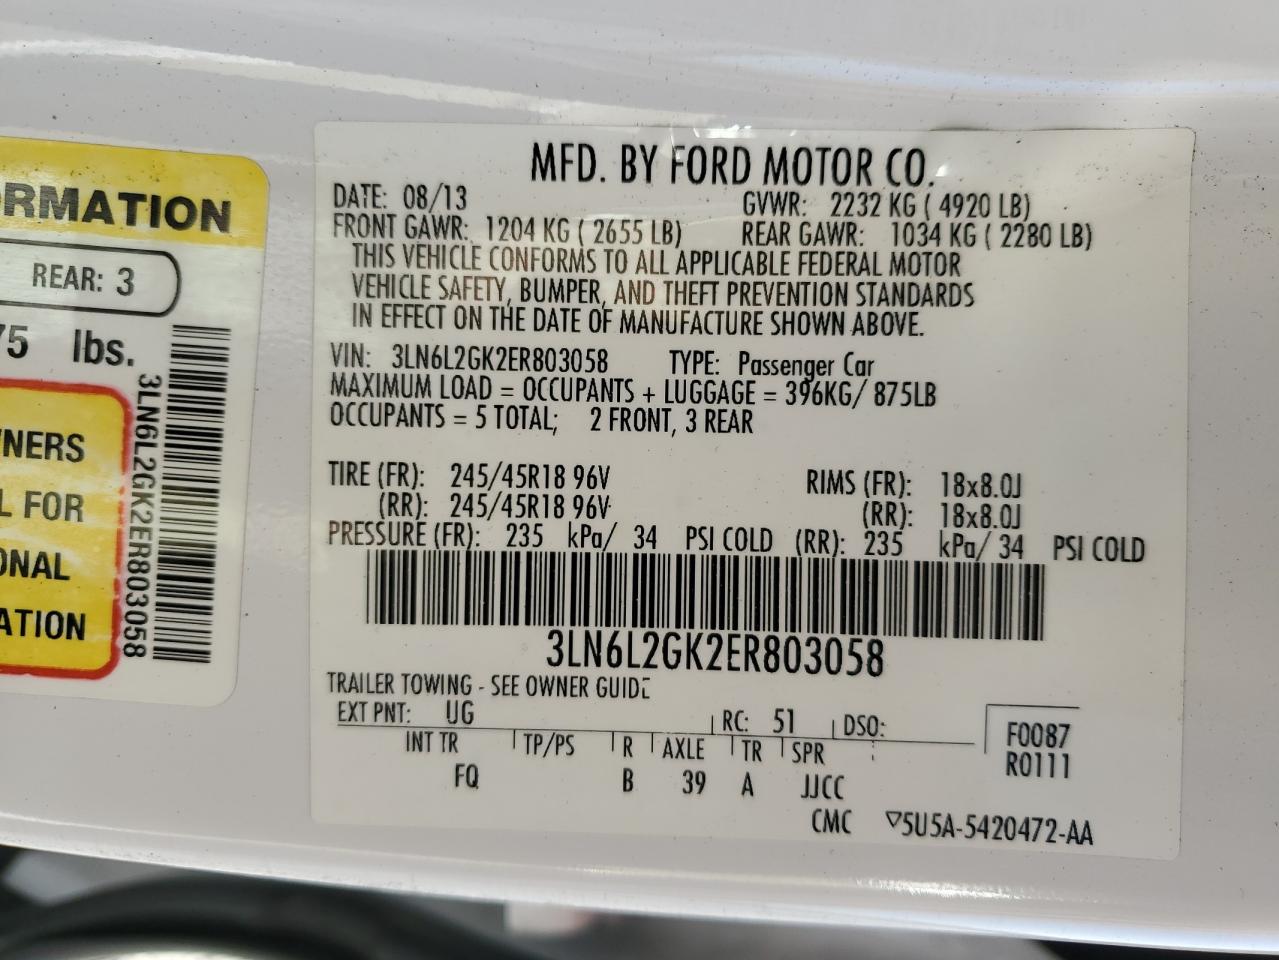 RMATION
REAR: 3
75 lbs.
NERS
L FOR
ONAL
ATION
3LN6L2GK2ER803058
MFD. BY FORD MOTOR CO.
DATE: 08/13 GVWR: 2232 KG ( 4920 LB)
FRONT GAWR: 1204 KG ( 2655 LB) REAR GAWR: 1034 KG ( 2280 LB)
THIS VEHICLE CONFORMS TO ALL APPLICABLE FEDERAL MOTOR
VEHICLE SAFETY, BUMPER, AND THEFT PREVENTION STANDARDS
IN EFFECT ON THE DATE OF MANUFACTURE SHOWN ABOVE.
VIN: 3LN6L2GK2ER803058 TYPE: Passenger Car
MAXIMUM LOAD = OCCUPANTS + LUGGAGE = 396KG/ 875LB
OCCUPANTS = 5 TOTAL; 2 FRONT, 3 REAR
TIRE (FR): 245/45R18 96V RIMS (FR): 18x8.0J
(RR): 245/45R18 96V (RR): 18x8.0J
PRESSURE (FR): 235 kPa/ 34 PSI COLD (RR): 235 kPa/ 34 PSI COLD
3LN6L2GK2ER803058
TRAILER TOWING - SEE OWNER GUIDE
EXT PNT: UG RC: 51 DSO:
INT TR TP/PS R AXLE TR SPR
FQ B 39 A JJCC
F0087
R0111
CMC ▽5U5A-5420472-AA